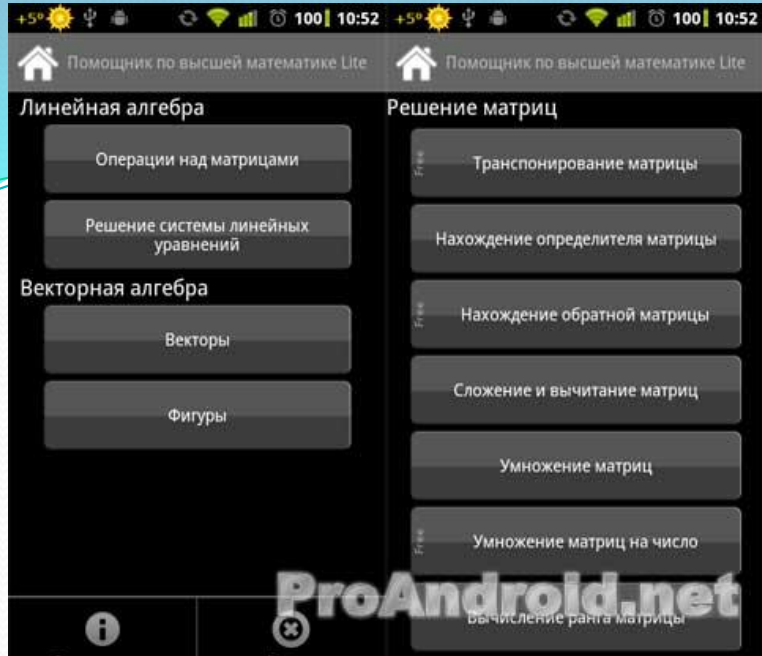 +5° 100 10:52
Помощник по высшей математике Lite
Линейная алгебра
Операции над матрицами
Решение системы линейных
уравнений
Векторная алгебра
Векторы
Фигуры
+5° 100 10:52
Помощник по высшей математике Lite
Решение матриц
Free
Транспонирование матрицы
Нахождение определителя матрицы
Free
Нахождение обратной матрицы
Сложение и вычитание матриц
Умножение матриц
Free
Умножение матриц на число
Вычисление ранга матрицы
ProAndroid.net